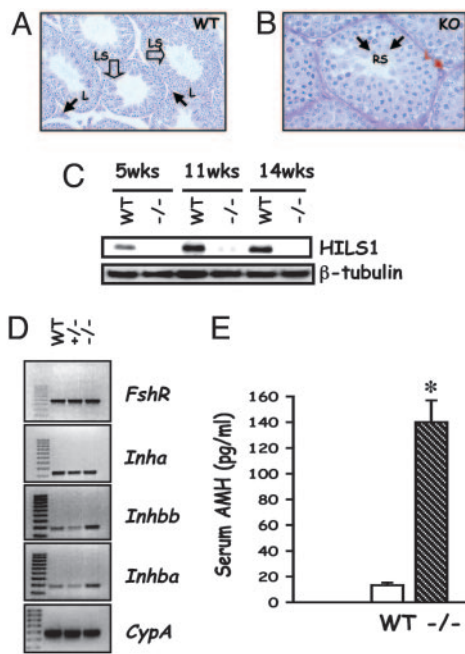 A
WT
LS
LS
L
L
B
KO
RS
C
5wks 11wks 14wks
WT -/- WT -/- WT -/-
HILS1
β-tubulin
D
WT +/- -/-
FshR
Inha
Inhbb
Inhba
CypA
E
Serum AMH (pg/ml)
160
140
120
100
80
60
40
20
0
*
WT -/-